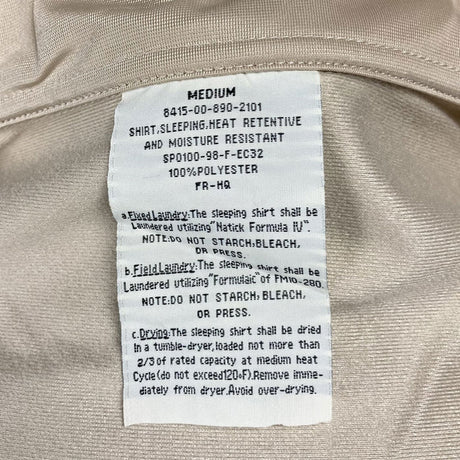 MEDIUM
8415-00-890-2101
SHIRT,SLEEPING,HEAT RETENTIVE
AND MOISTURE RESISTANT
SP0100-98-F-EC32
100%POLYESTER
FR-HQ
a.Fixed Laundry:The sleeping shirt shall be
Laundered utilizing"Natick Formula IV".
NOTE:DO NOT STARCH,BLEACH,
OR PRESS.
b.Field Laundry:The sleeping shirt shall be
Laundered utilizing"Formulaic" of FM10-280.
NOTE:DO NOT STARCH,BLEACH,
OR PRESS.
c.Drying:The sleeping shirt shall be dried
In a tumble-dryer,loaded not more than
2/3 of rated capacity at medium heat
Cycle(do not exceed120°F).Remove imme-
diately from dryer.Avoid over-drying.